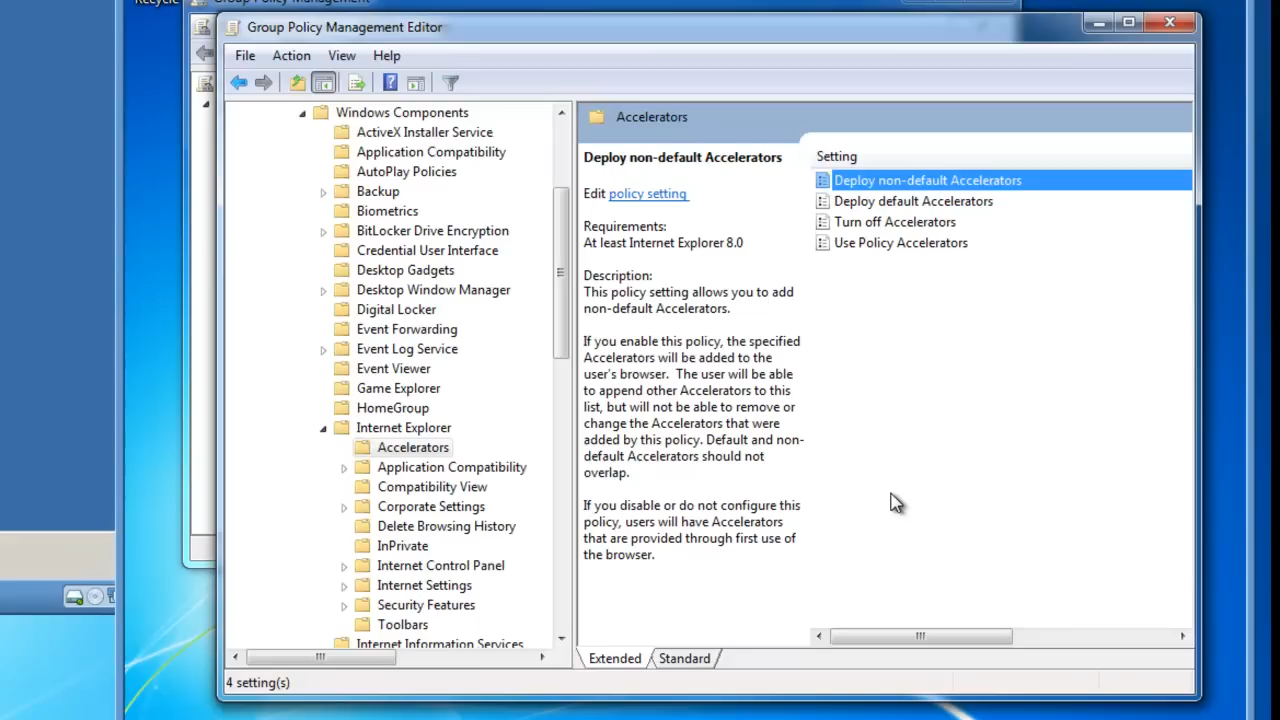 Recycle
Group Policy Management
Group Policy Management Editor
File Action View Help
Windows Components
ActiveX Installer Service
Application Compatibility
AutoPlay Policies
Backup
Biometrics
BitLocker Drive Encryption
Credential User Interface
Desktop Gadgets
Desktop Window Manager
Digital Locker
Event Forwarding
Event Log Service
Event Viewer
Game Explorer
HomeGroup
Internet Explorer
Accelerators
Application Compatibility
Compatibility View
Corporate Settings
Delete Browsing History
InPrivate
Internet Control Panel
Internet Settings
Security Features
Toolbars
Internet Information Services
Accelerators
Deploy non-default Accelerators
Edit policy setting
Requirements:
At least Internet Explorer 8.0
Description:
This policy setting allows you to add
non-default Accelerators.
If you enable this policy, the specified
Accelerators will be added to the
user's browser. The user will be able
to append other Accelerators to this
list, but will not be able to remove or
change the Accelerators that were
added by this policy. Default and non-
default Accelerators should not
overlap.
If you disable or do not configure this
policy, users will have Accelerators
that are provided through first use of
the browser.
Setting
Deploy non-default Accelerators
Deploy default Accelerators
Turn off Accelerators
Use Policy Accelerators
Extended Standard
4 setting(s)